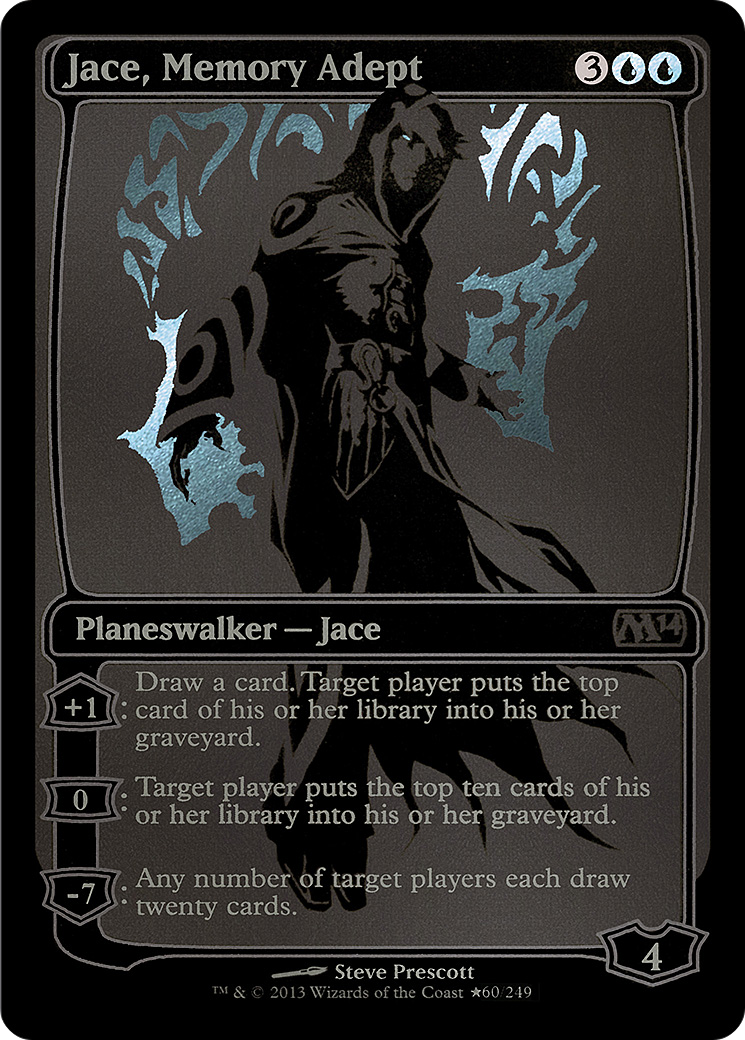 Jace, Memory Adept 3
Planeswalker — Jace M14
+1: Draw a card. Target player puts the top
card of his or her library into his or her
graveyard.
0: Target player puts the top ten cards of his
or her library into his or her graveyard.
-7: Any number of target players each draw
twenty cards.
4
Steve Prescott
™ & © 2013 Wizards of the Coast ★60/249